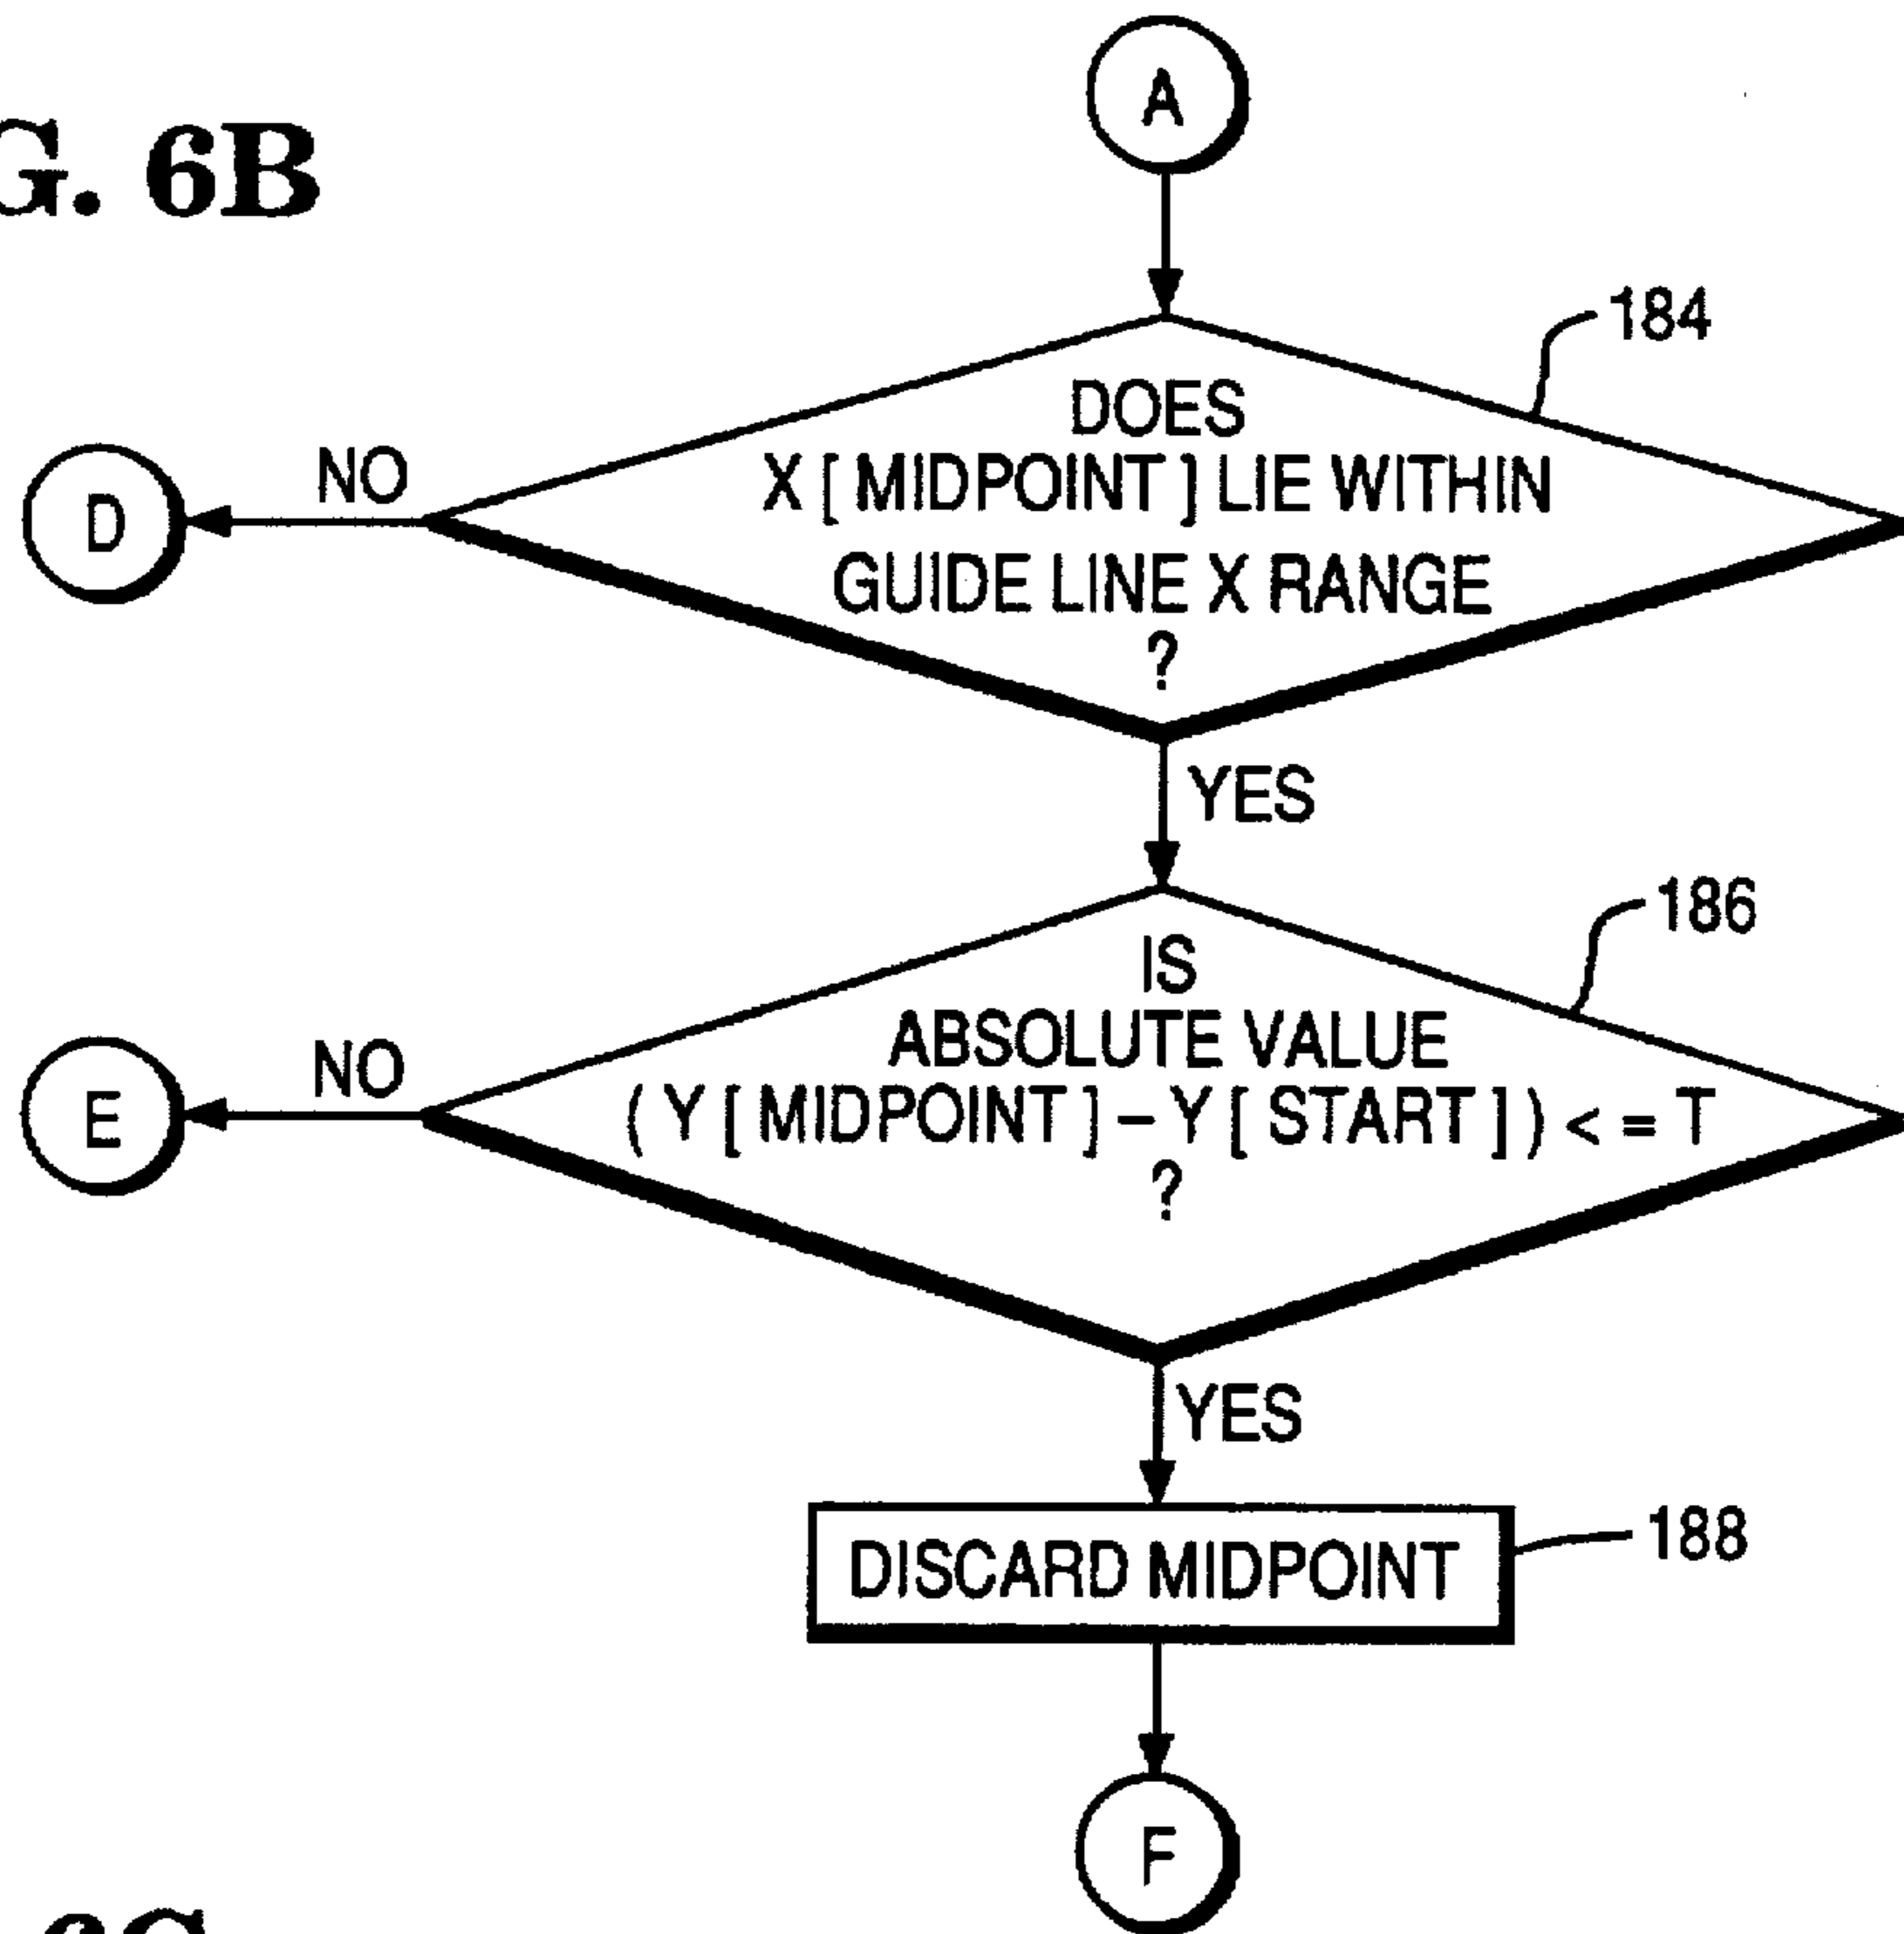 G. 6B
A
184
DOES
X [ MIDPOINT ] LIE WITHIN
GUIDE LINE X RANGE
?
NO
D
YES
186
IS
ABSOLUTE VALUE
( Y [ MIDPOINT ] – Y [ START ] ) < = T
?
NO
E
YES
DISCARD MIDPOINT
188
F